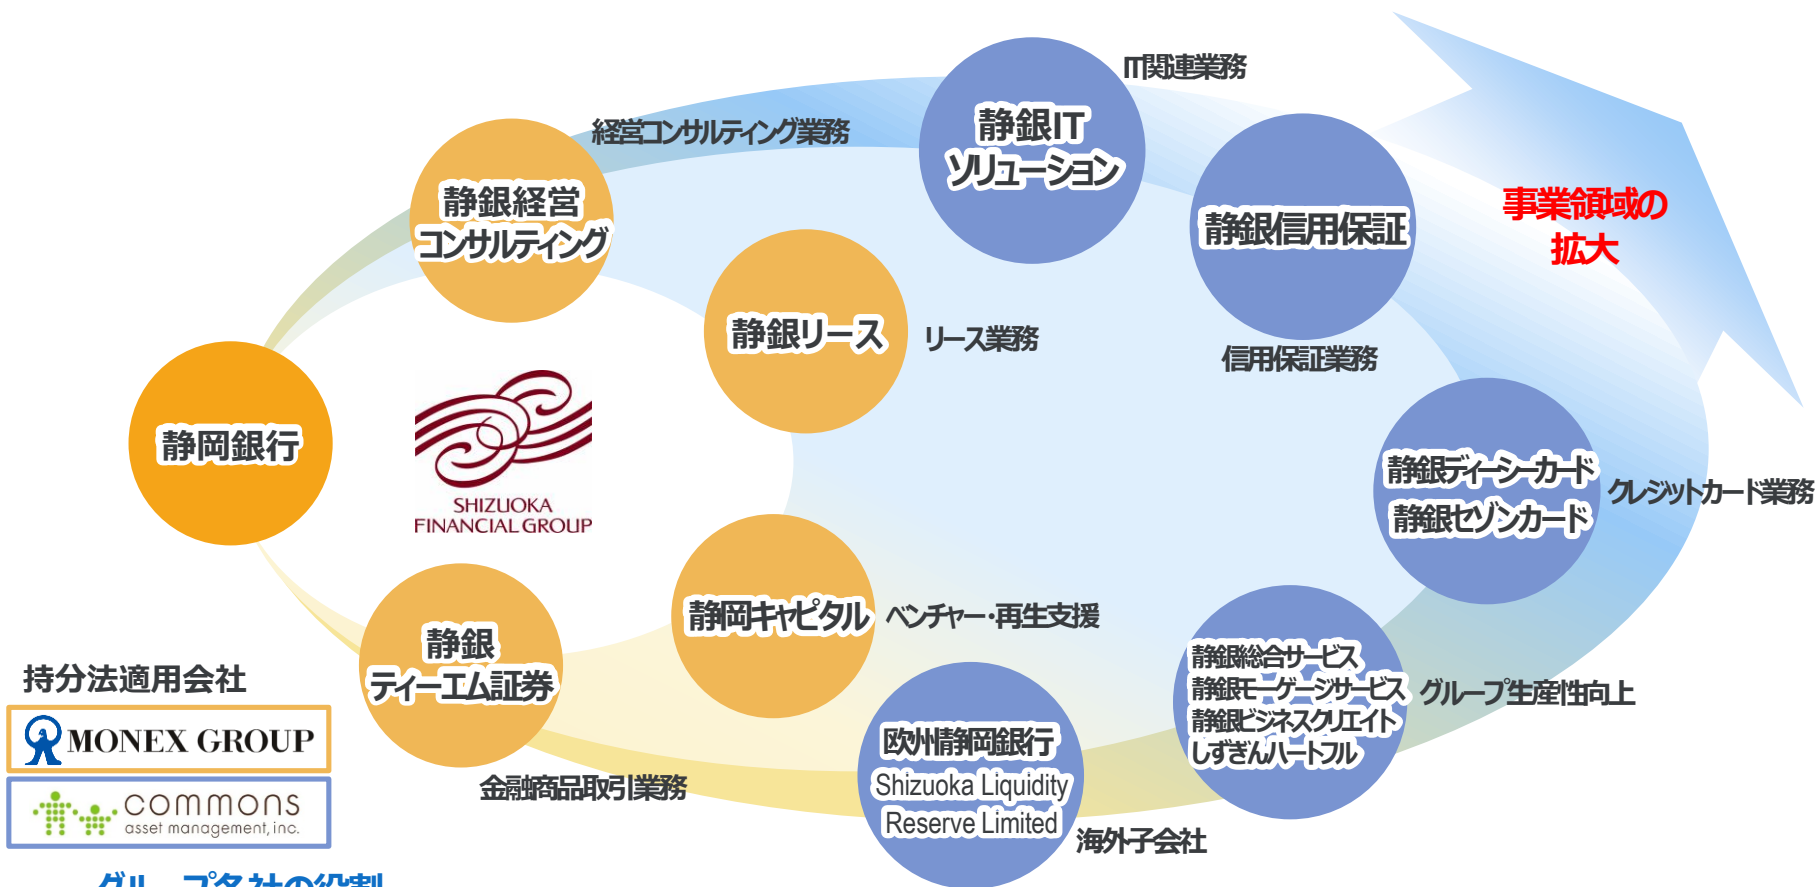 IT関連業務
経営コンサルティング業務
静銀IT
ソリューション
静銀経営
コンサルティング
静銀信用保証
事業領域の
拡大
静銀リース
リース業務
信用保証業務
静岡銀行
SHIZUOKA
FINANCIAL GROUP
静銀ディーシーカード
静銀セゾンカード
クレジットカード業務
静岡キャピタル
ベンチャー・再生支援
静銀
ティーエム証券
金融商品取引業務
静銀総合サービス
静銀モーゲージサービス
静銀ビジネスクリエイト
しずぎんハートフル
グループ生産性向上
欧州静岡銀行
Shizuoka Liquidity
Reserve Limited
海外子会社
持分法適用会社
MONEX GROUP
commons
asset management, inc.
グループ各社の役割